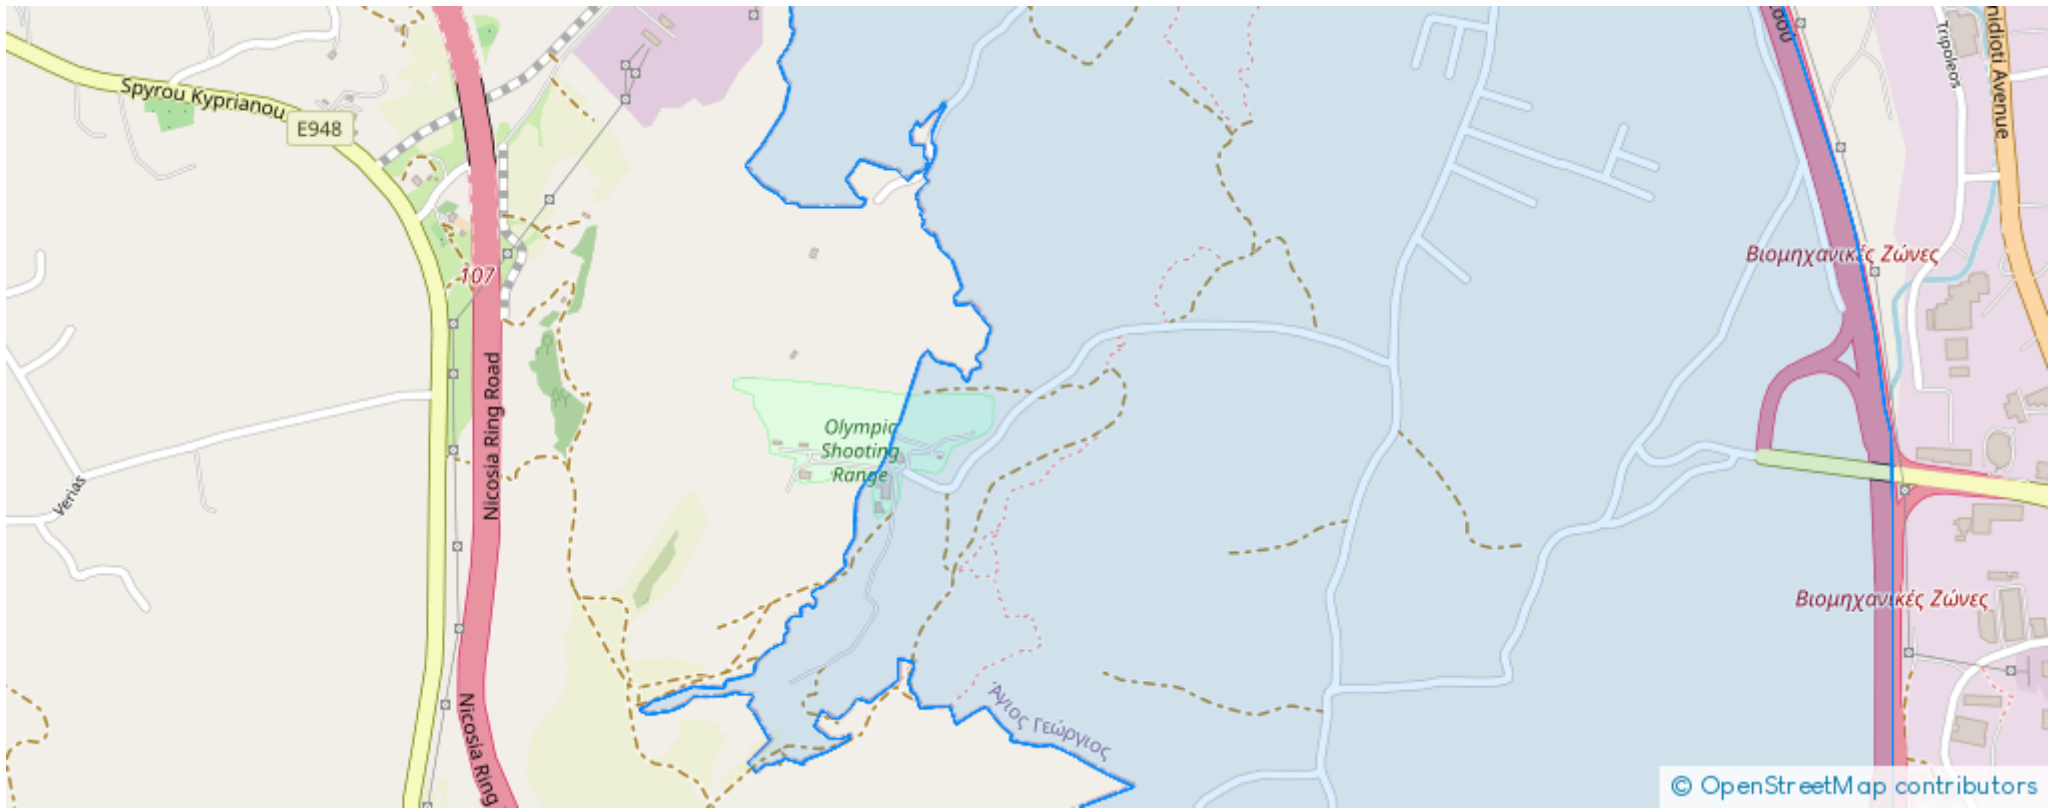 Spyrou Kyprianou
E948
107
Nicosia Ring Road
Nicosia Ring
Verias
Olympic
Shooting
Range
Άγιος Γεώργιος
Βιομηχανικές Ζώνες
Βιομηχανικές Ζώνες
Tripoleos
nidioti Avenue
© OpenStreetMap contributors